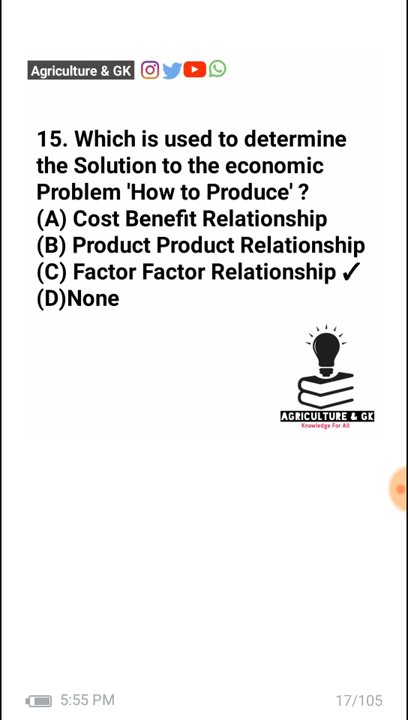 Agriculture & GK
15. Which is used to determine
the Solution to the economic
Problem 'How to Produce' ?
(A) Cost Benefit Relationship
(B) Product Product Relationship
(C) Factor Factor Relationship ✓
(D)None
AGRICULTURE & GK
Knowledge For All
5:55 PM 17/105